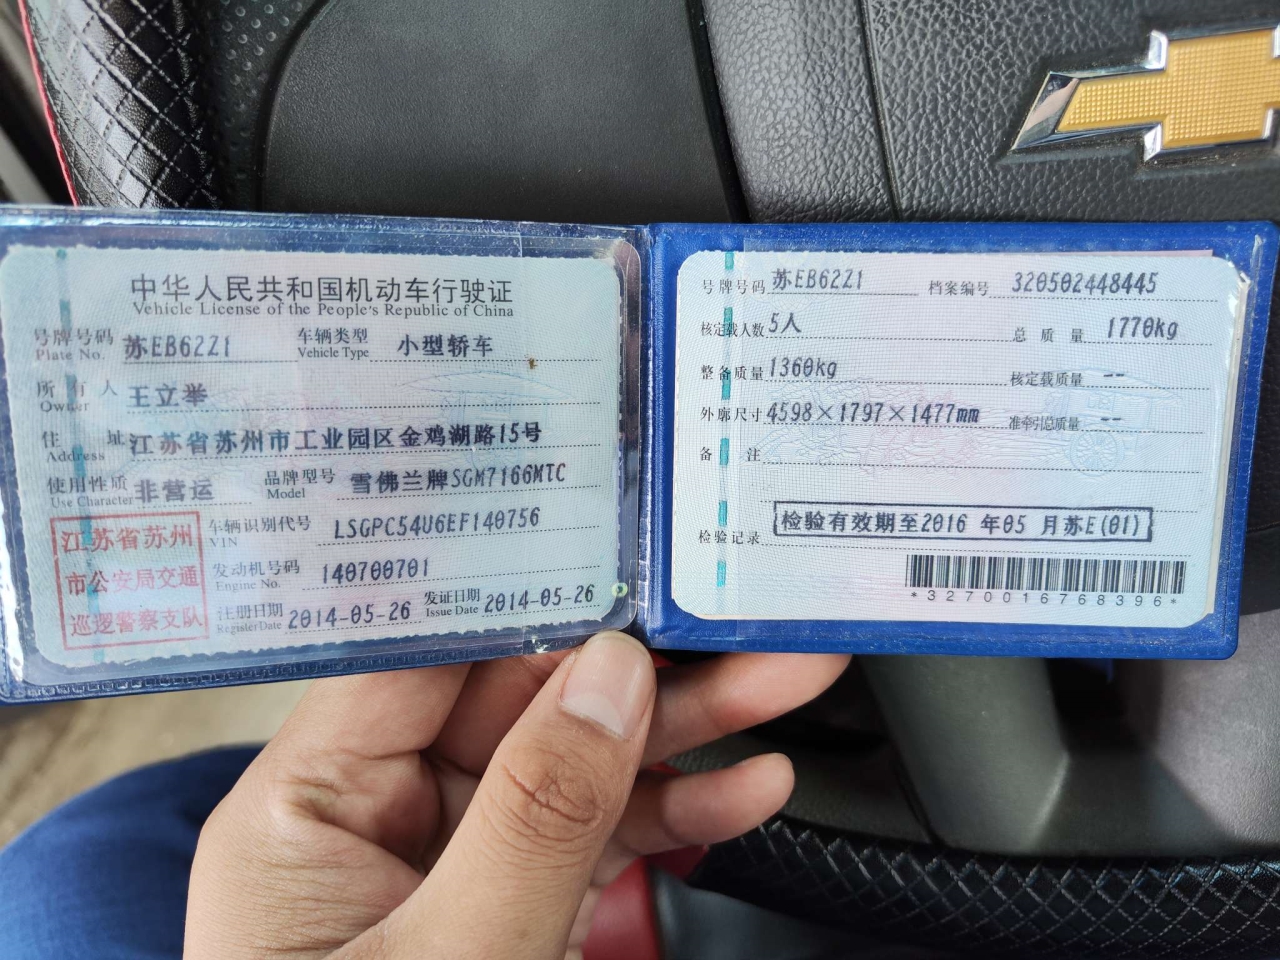 中华人民共和国机动车行驶证
Vehicle License of the People's Republic of China
号牌号码 苏EB62Z1 车辆类型 小型轿车
Plate No. Vehicle Type
所有人 王立举
Owner
住址 江苏省苏州市工业园区金鸡湖路15号
Address
使用性质 非营运 品牌型号 雪佛兰牌SGM7166MTC
Use Character Model
江苏省苏州
市公安局交通
巡逻警察支队
车辆识别代号 LSGPC54U6EF140756
VIN
发动机号码 140700701
Engine No.
注册日期 2014-05-26 发证日期 2014-05-26
Register Date Issue Date
号牌号码 苏EB62Z1 档案编号 320502448445
核定载人数 5人 总质量 1770kg
整备质量 1360kg 核定载质量 --
外廓尺寸 4598×1797×1477mm 准牵引总质量 --
备注
检验记录 检验有效期至2016 年05 月苏E(01)
*3270016768396*